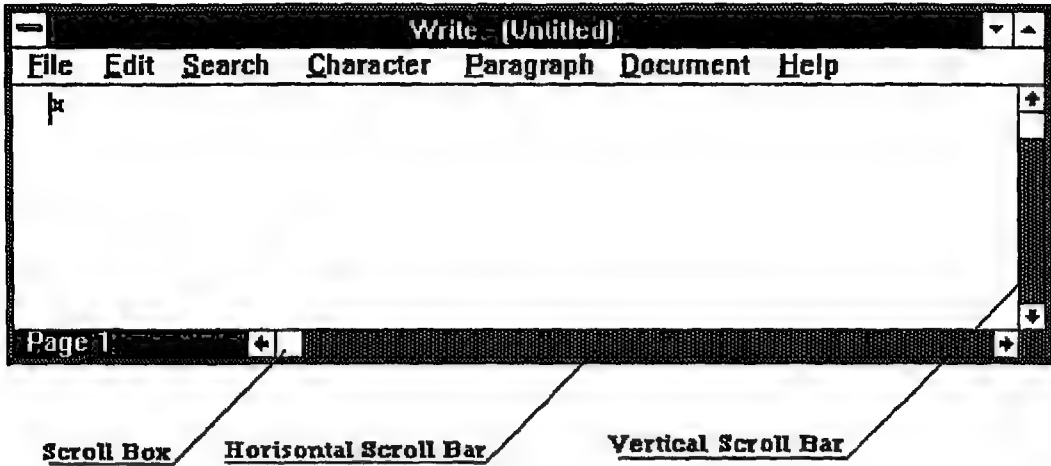 Write - (Untitled)
File Edit Search Character Paragraph Document Help
¤
Page 1
Scroll Box Horisontal Scroll Bar Vertical Scroll Bar